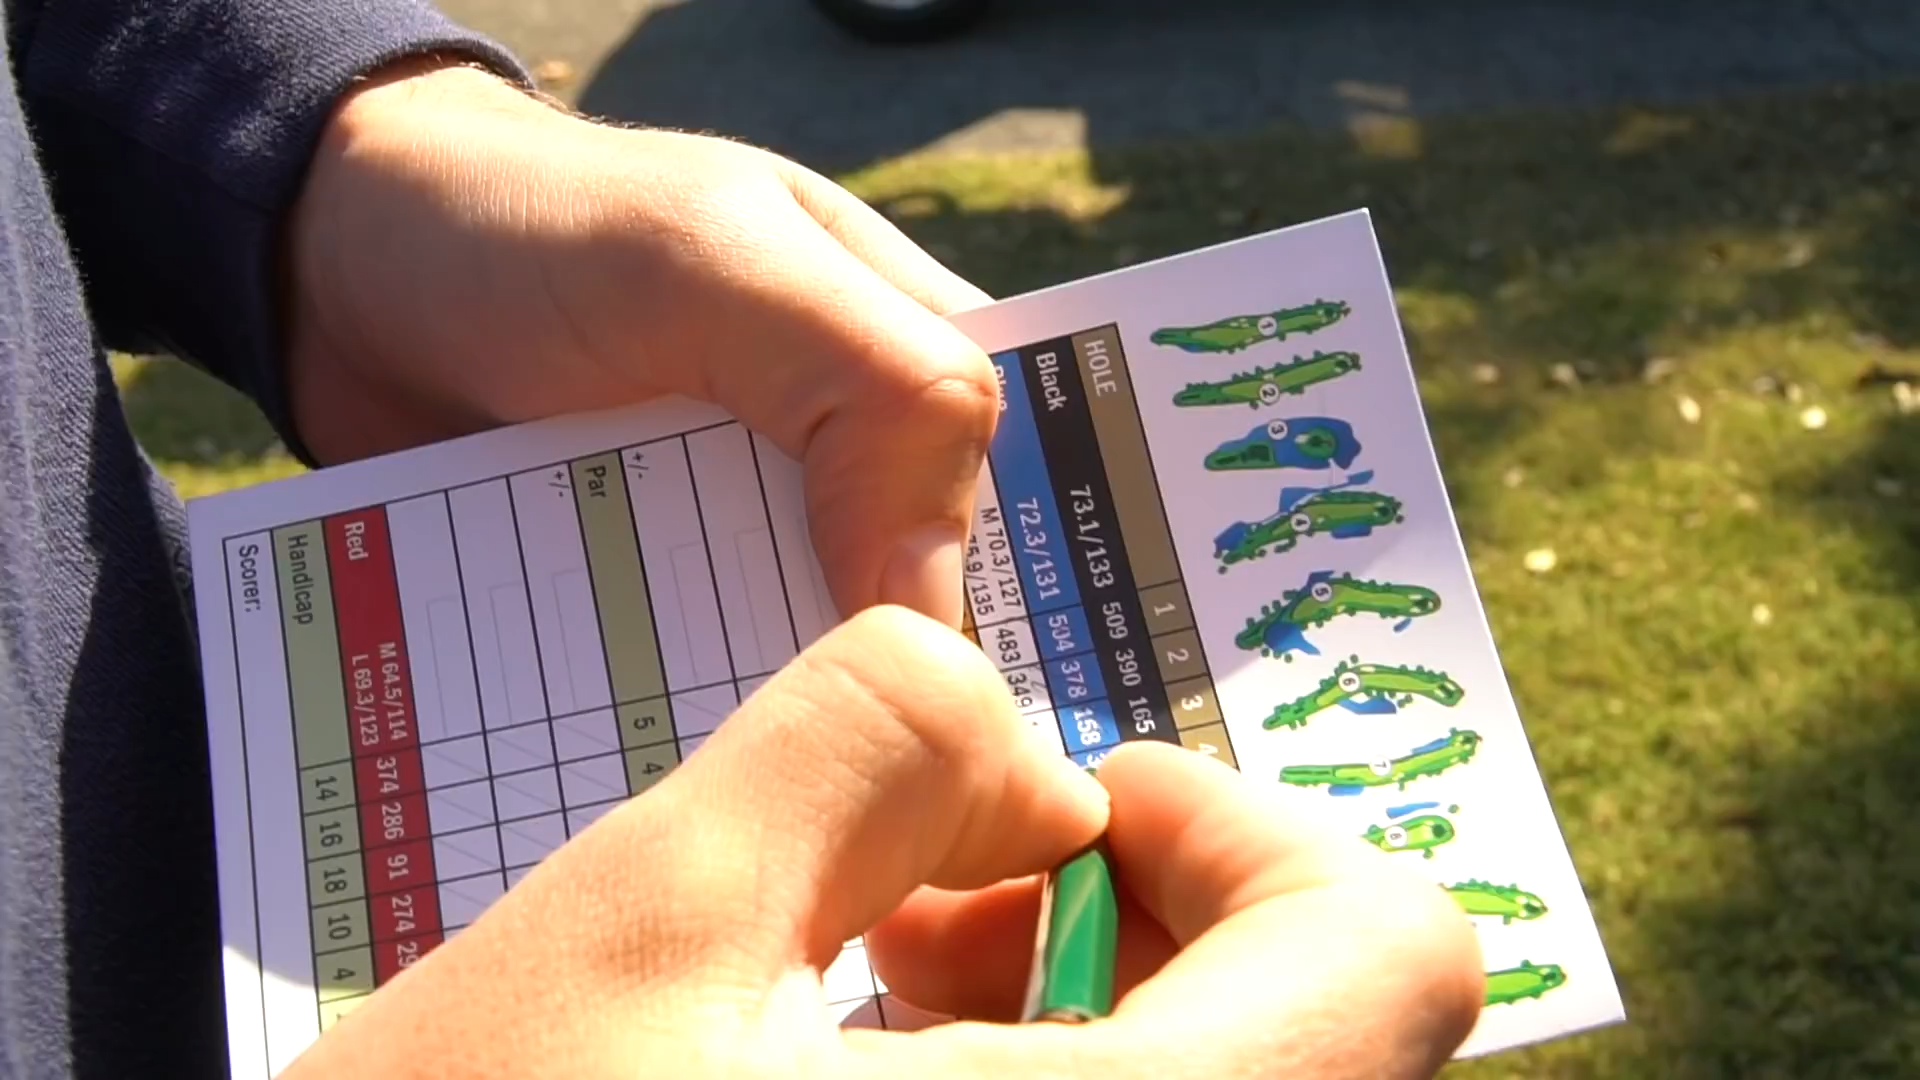 1
2
3
4
5
6
7
8
HOLE 1 2 3 4
Black 73.1/133 509 390 165
Blue 72.3/131 504 378 158
M 70.3/127 483 349
75.9/135
+/-
Par 5 4
+/-
Red M 64.5/114 374 286 91 274
L 69.3/123
Handicap 14 16 18 10 4
Scorer: